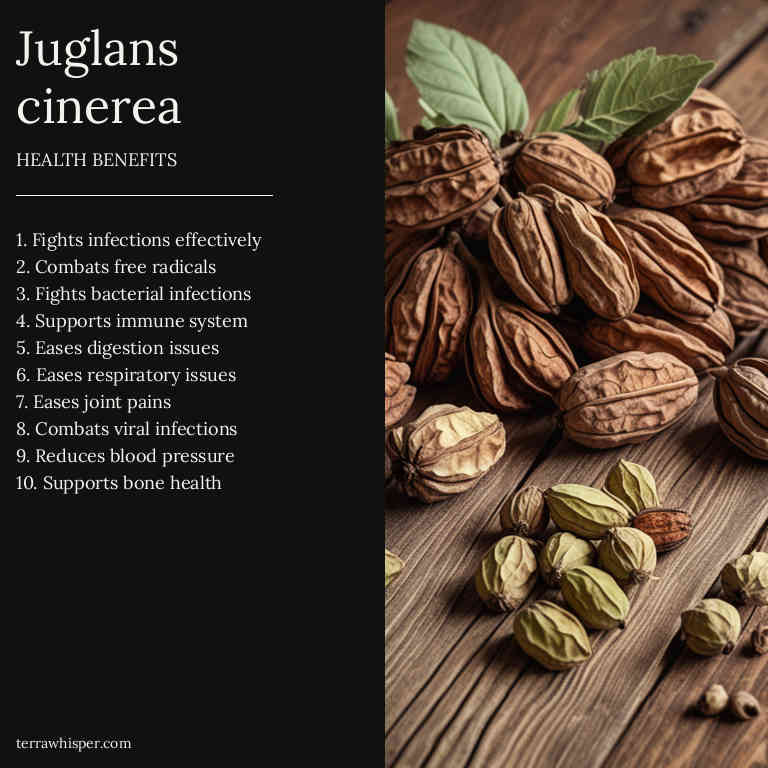 Juglans
cinerea
HEALTH BENEFITS
1. Fights infections effectively
2. Combats free radicals
3. Fights bacterial infections
4. Supports immune system
5. Eases digestion issues
6. Eases respiratory issues
7. Eases joint pains
8. Combats viral infections
9. Reduces blood pressure
10. Supports bone health
terrawhisper.com